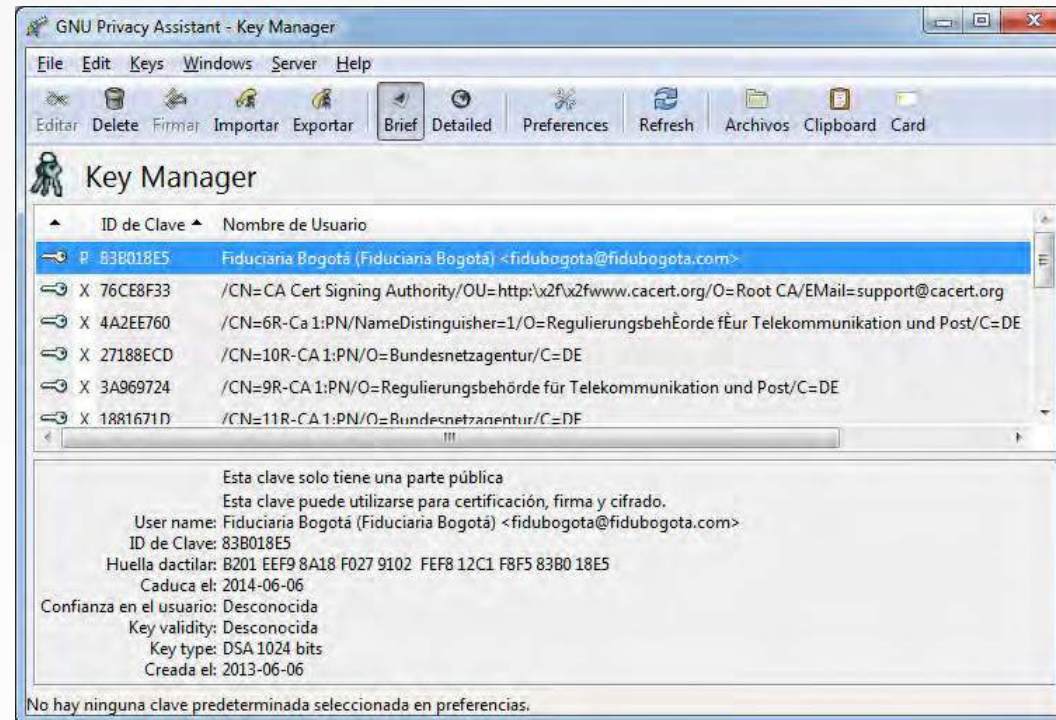 GNU Privacy Assistant - Key Manager
File Edit Keys Windows Server Help
Editar Delete Firmar Importar Exportar Brief Detailed Preferences Refresh Archivos Clipboard Card
Key Manager
ID de Clave Nombre de Usuario
P 83B018E5 Fiduciaria Bogotá (Fiduciaria Bogotá) <fidubogota@fidubogota.com>
X 76CE8F33 /CN=CA Cert Signing Authority/OU=http:\x2f\x2fwww.cacert.org/O=Root CA/EMail=support@cacert.org
X 4A2EE760 /CN=6R-Ca 1:PN/NameDistinguisher=1/O=RegulierungsbehÈorde fÈur Telekommunikation und Post/C=DE
X 27188ECD /CN=10R-CA 1:PN/O=Bundesnetzagentur/C=DE
X 3A969724 /CN=9R-CA 1:PN/O=Regulierungsbehörde für Telekommunikation und Post/C=DE
X 1881671D /CN=11R-CA 1:PN/O=Bundesnetzagentur/C=DE
Esta clave solo tiene una parte pública
Esta clave puede utilizarse para certificación, firma y cifrado.
User name: Fiduciaria Bogotá (Fiduciaria Bogotá) <fidubogota@fidubogota.com>
ID de Clave: 83B018E5
Huella dactilar: B201 EEF9 8A18 F027 9102 FEF8 12C1 F8F5 83B0 18E5
Caduca el: 2014-06-06
Confianza en el usuario: Desconocida
Key validity: Desconocida
Key type: DSA 1024 bits
Creada el: 2013-06-06
No hay ninguna clave predeterminada seleccionada en preferencias.